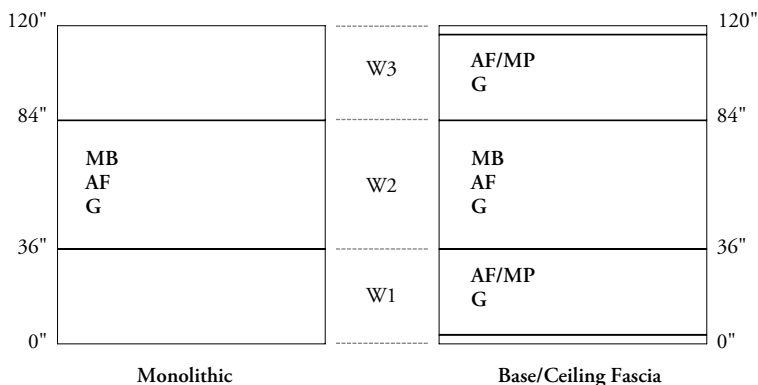 120"
84"
36"
0"
MB
AF
G
Monolithic
W3
W2
W1
AF/MP
G
MB
AF
G
AF/MP
G
120"
84"
36"
0"
Base/Ceiling Fascia